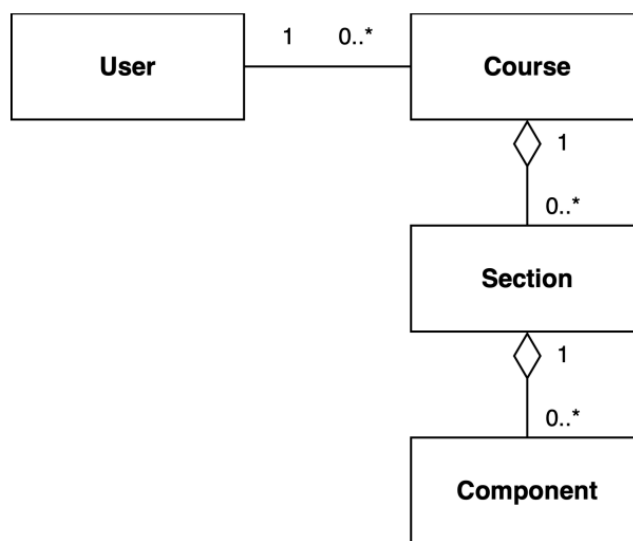 User
1 0..*
Course
1
0..*
Section
1
0..*
Component